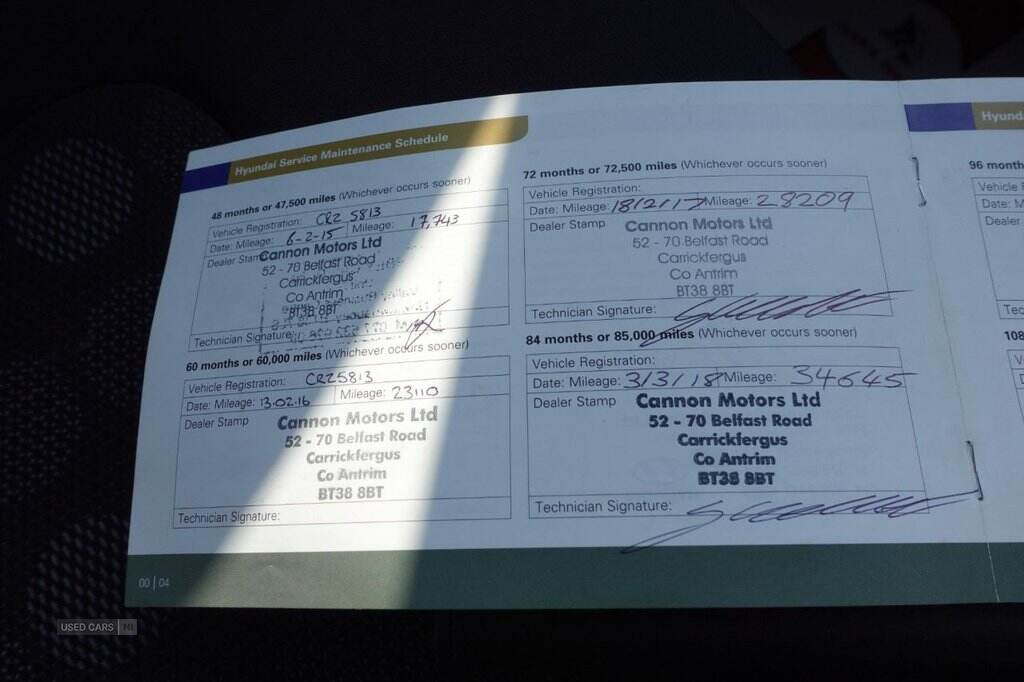 Hyundai Service Maintenance Schedule
48 months or 47,500 miles (Whichever occurs sooner)
Vehicle Registration: CRZ 5813
Date: Mileage: 6-2-15 Mileage: 17,743
Dealer Stamp
Cannon Motors Ltd
52 - 70 Belfast Road
Carrickfergus
Co Antrim
BT38 8BT
Technician Signature:
60 months or 60,000 miles (Whichever occurs sooner)
Vehicle Registration: CRZ5813
Date: Mileage: 13.02.16 Mileage: 23110
Dealer Stamp Cannon Motors Ltd
52 - 70 Belfast Road
Carrickfergus
Co Antrim
BT38 8BT
Technician Signature:
00 | 04
72 months or 72,500 miles (Whichever occurs sooner)
Vehicle Registration:
Date: Mileage: 18/2/17 Mileage: 28209
Dealer Stamp Cannon Motors Ltd
52 - 70 Belfast Road
Carrickfergus
Co Antrim
BT38 8BT
Technician Signature:
84 months or 85,000 miles (Whichever occurs sooner)
Vehicle Registration:
Date: Mileage: 3/3/18 Mileage: 34645
Dealer Stamp Cannon Motors Ltd
52 - 70 Belfast Road
Carrickfergus
Co Antrim
BT38 8BT
Technician Signature:
Hyund
96 month
Vehicle
Date: M
Dealer
Tec
108
USED CARS NI